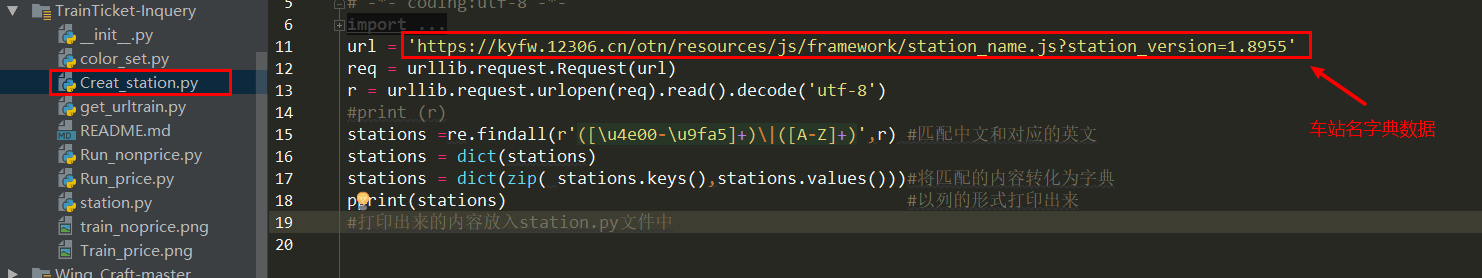 TrainTicket-Inquery
__init__.py
color_set.py
Creat_station.py
get_urltrain.py
README.md
Run_nonprice.py
Run_price.py
station.py
train_noprice.png
Train_price.png
Wing_Craft-master
5 # -*- coding:utf-8 -*-
6 import ...
11 url = 'https://kyfw.12306.cn/otn/resources/js/framework/station_name.js?station_version=1.8955'
12 req = urllib.request.Request(url)
13 r = urllib.request.urlopen(req).read().decode('utf-8')
14 #print (r)
15 stations =re.findall(r'([\u4e00-\u9fa5]+)\|([A-Z]+)',r) #匹配中文和对应的英文
16 stations = dict(stations)
17 stations = dict(zip( stations.keys(),stations.values()))#将匹配的内容转化为字典
18 pprint(stations) #以列的形式打印出来
19 #打印出来的内容放入station.py文件中
20
车站名字典数据
MD